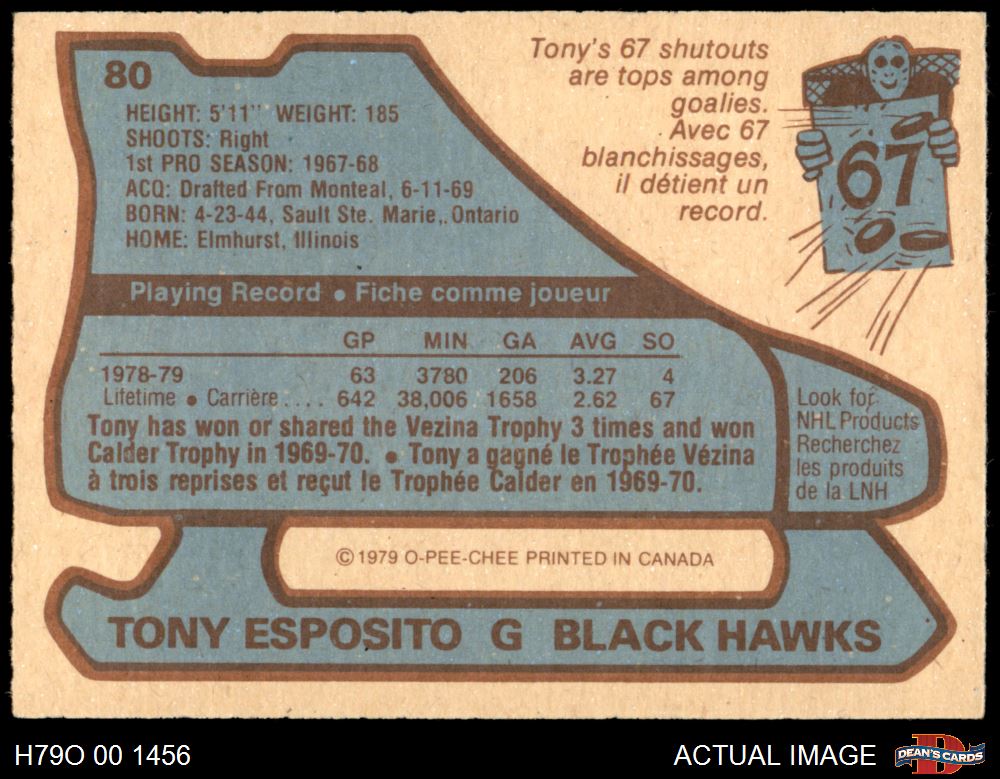 80
HEIGHT: 5'11" WEIGHT: 185
SHOOTS: Right
1st PRO SEASON: 1967-68
ACQ: Drafted From Monteal, 6-11-69
BORN: 4-23-44, Sault Ste. Marie,. Ontario
HOME: Elmhurst, Illinois
Tony's 67 shutouts
are tops among
goalies.
Avec 67
blanchissages,
il détient un
record.
67
Playing Record • Fiche comme joueur
GP MIN GA AVG SO
1978-79 63 3780 206 3.27 4
Lifetime • Carrière .... 642 38,006 1658 2.62 67
Tony has won or shared the Vezina Trophy 3 times and won
Calder Trophy in 1969-70. • Tony a gagné le Trophée Vézina
à trois reprises et reçut le Trophée Calder en 1969-70.
Look for
NHL Products
Recherchez
les produits
de la LNH
© 1979 O-PEE-CHEE PRINTED IN CANADA
TONY ESPOSITO G BLACK HAWKS
H79O 00 1456
ACTUAL IMAGE
DEAN'S CARDS